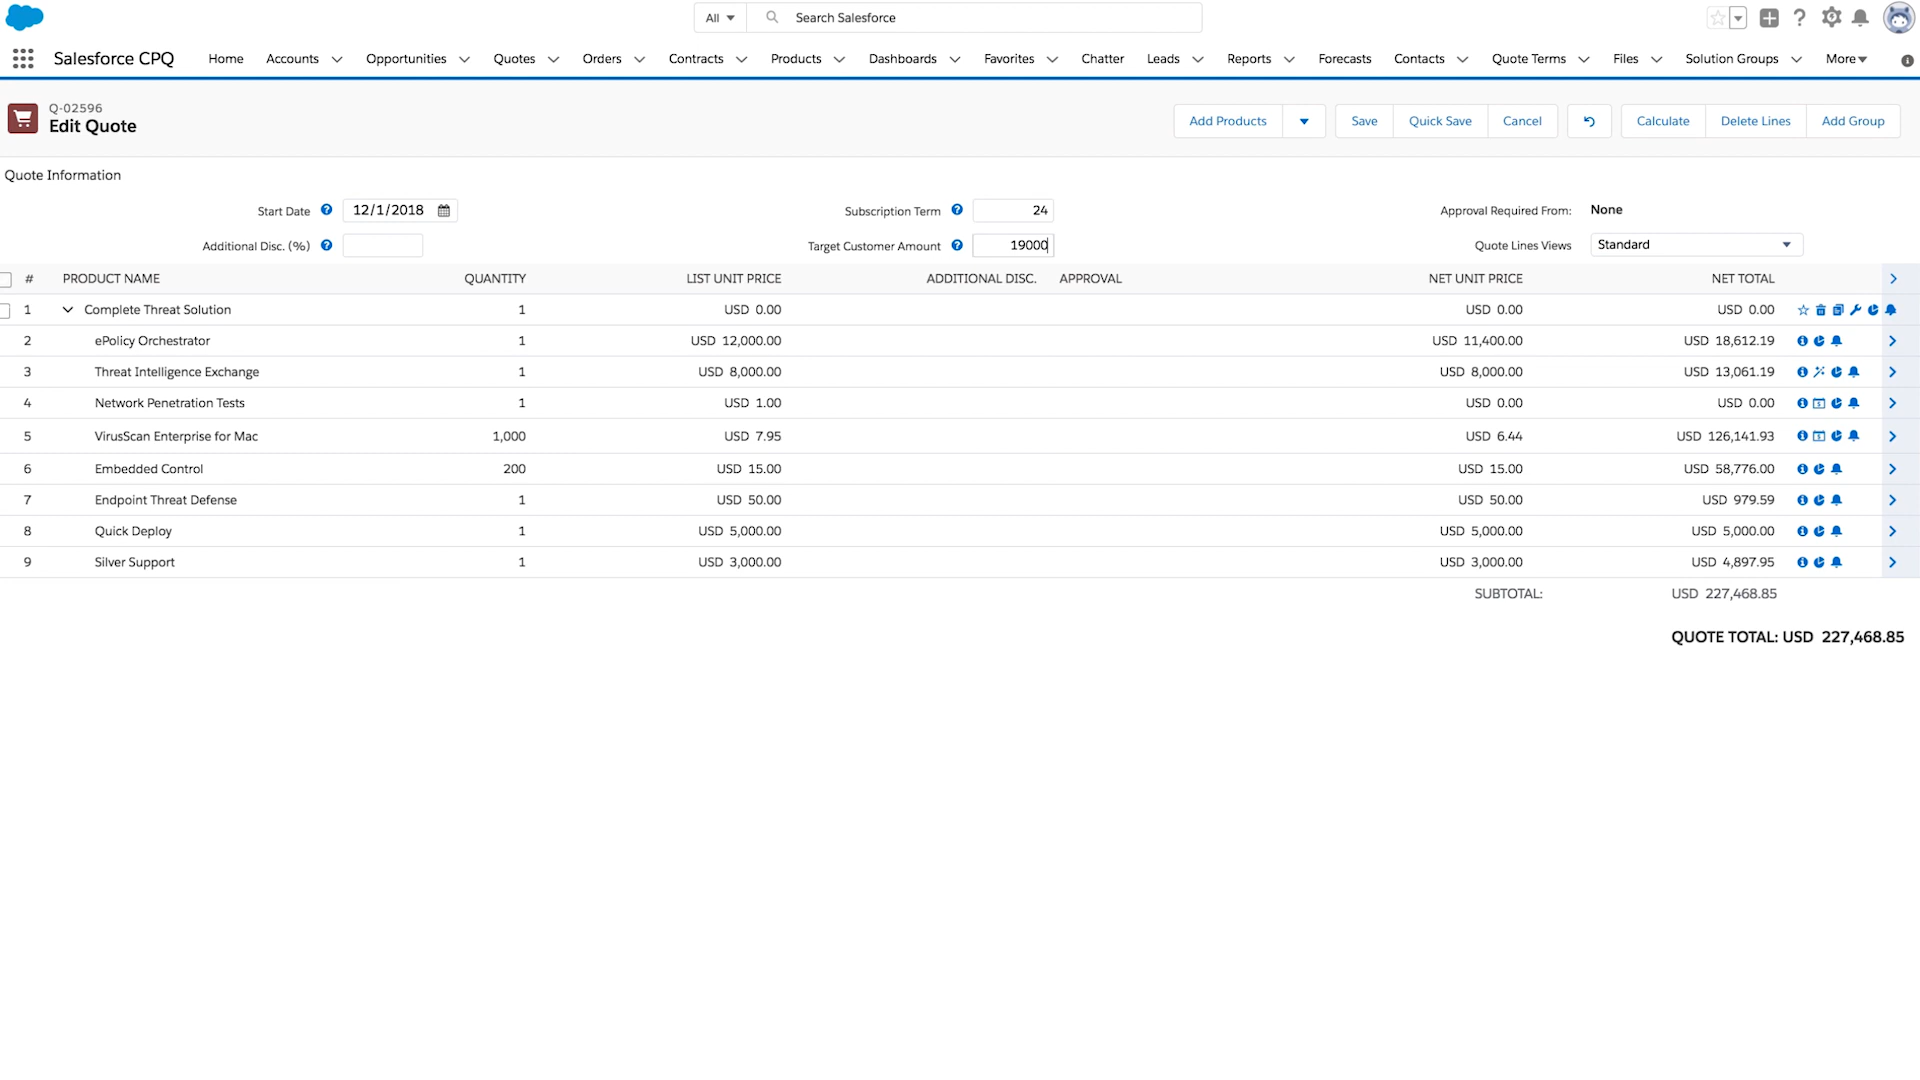 All Search Salesforce
Salesforce CPQ Home Accounts Opportunities Quotes Orders Contracts Products Dashboards Favorites Chatter Leads Reports Forecasts Contacts Quote Terms Files Solution Groups More
Q-02596
Edit Quote
Add Products Save Quick Save Cancel Calculate Delete Lines Add Group
Quote Information
Start Date 12/1/2018 Subscription Term 24 Approval Required From: None
Additional Disc. (%) Target Customer Amount 19000 Quote Lines Views Standard
# PRODUCT NAME QUANTITY LIST UNIT PRICE ADDITIONAL DISC. APPROVAL NET UNIT PRICE NET TOTAL
1 Complete Threat Solution 1 USD 0.00 USD 0.00 USD 0.00
2 ePolicy Orchestrator 1 USD 12,000.00 USD 11,400.00 USD 18,612.19
3 Threat Intelligence Exchange 1 USD 8,000.00 USD 8,000.00 USD 13,061.19
4 Network Penetration Tests 1 USD 1.00 USD 0.00 USD 0.00
5 VirusScan Enterprise for Mac 1,000 USD 7.95 USD 6.44 USD 126,141.93
6 Embedded Control 200 USD 15.00 USD 15.00 USD 58,776.00
7 Endpoint Threat Defense 1 USD 50.00 USD 50.00 USD 979.59
8 Quick Deploy 1 USD 5,000.00 USD 5,000.00 USD 5,000.00
9 Silver Support 1 USD 3,000.00 USD 3,000.00 USD 4,897.95
SUBTOTAL: USD 227,468.85
QUOTE TOTAL: USD 227,468.85